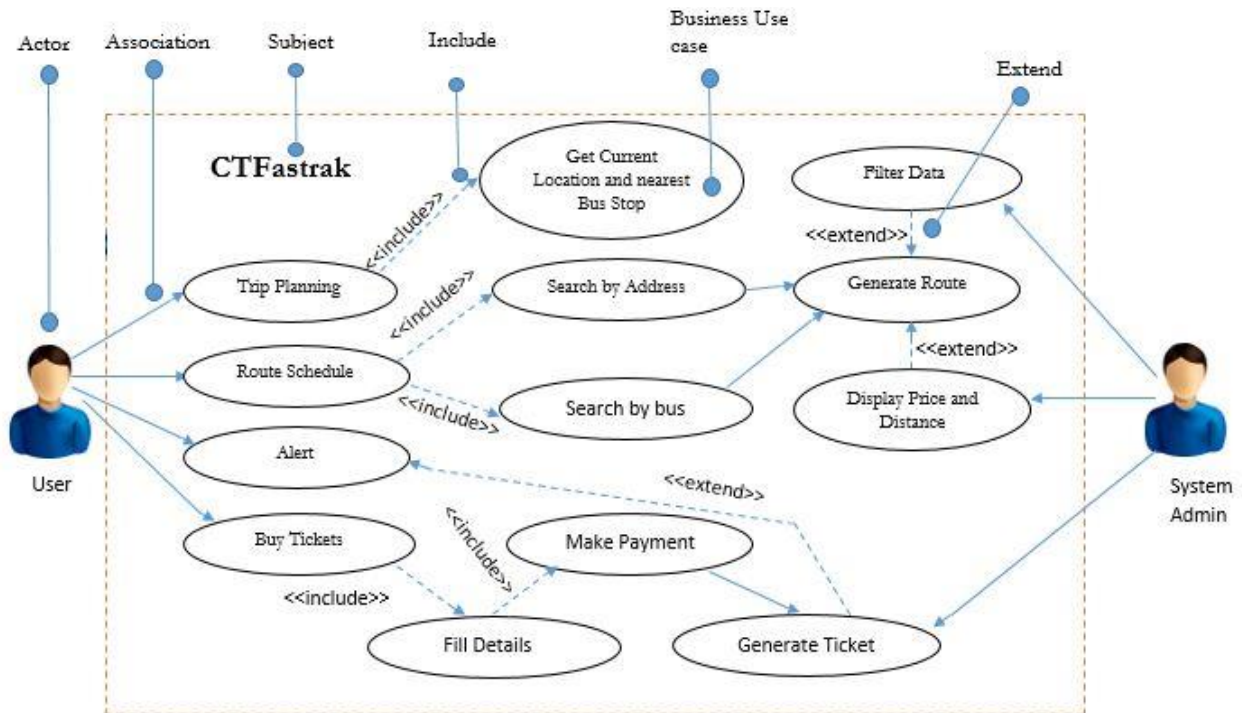 Actor
Association
Subject
Include
Business Use
case
Extend
CTFastrak
Get Current
Location and nearest
Bus Stop
Filter Data
<<include>>
<<extend>>
Trip Planning
Search by Address
Generate Route
<<include>>
<<extend>>
Route Schedule
Search by bus
Display Price and
Distance
<<include>>
Alert
<<extend>>
User
System
Admin
Buy Tickets
<<include>>
Make Payment
<<include>>
Fill Details
Generate Ticket